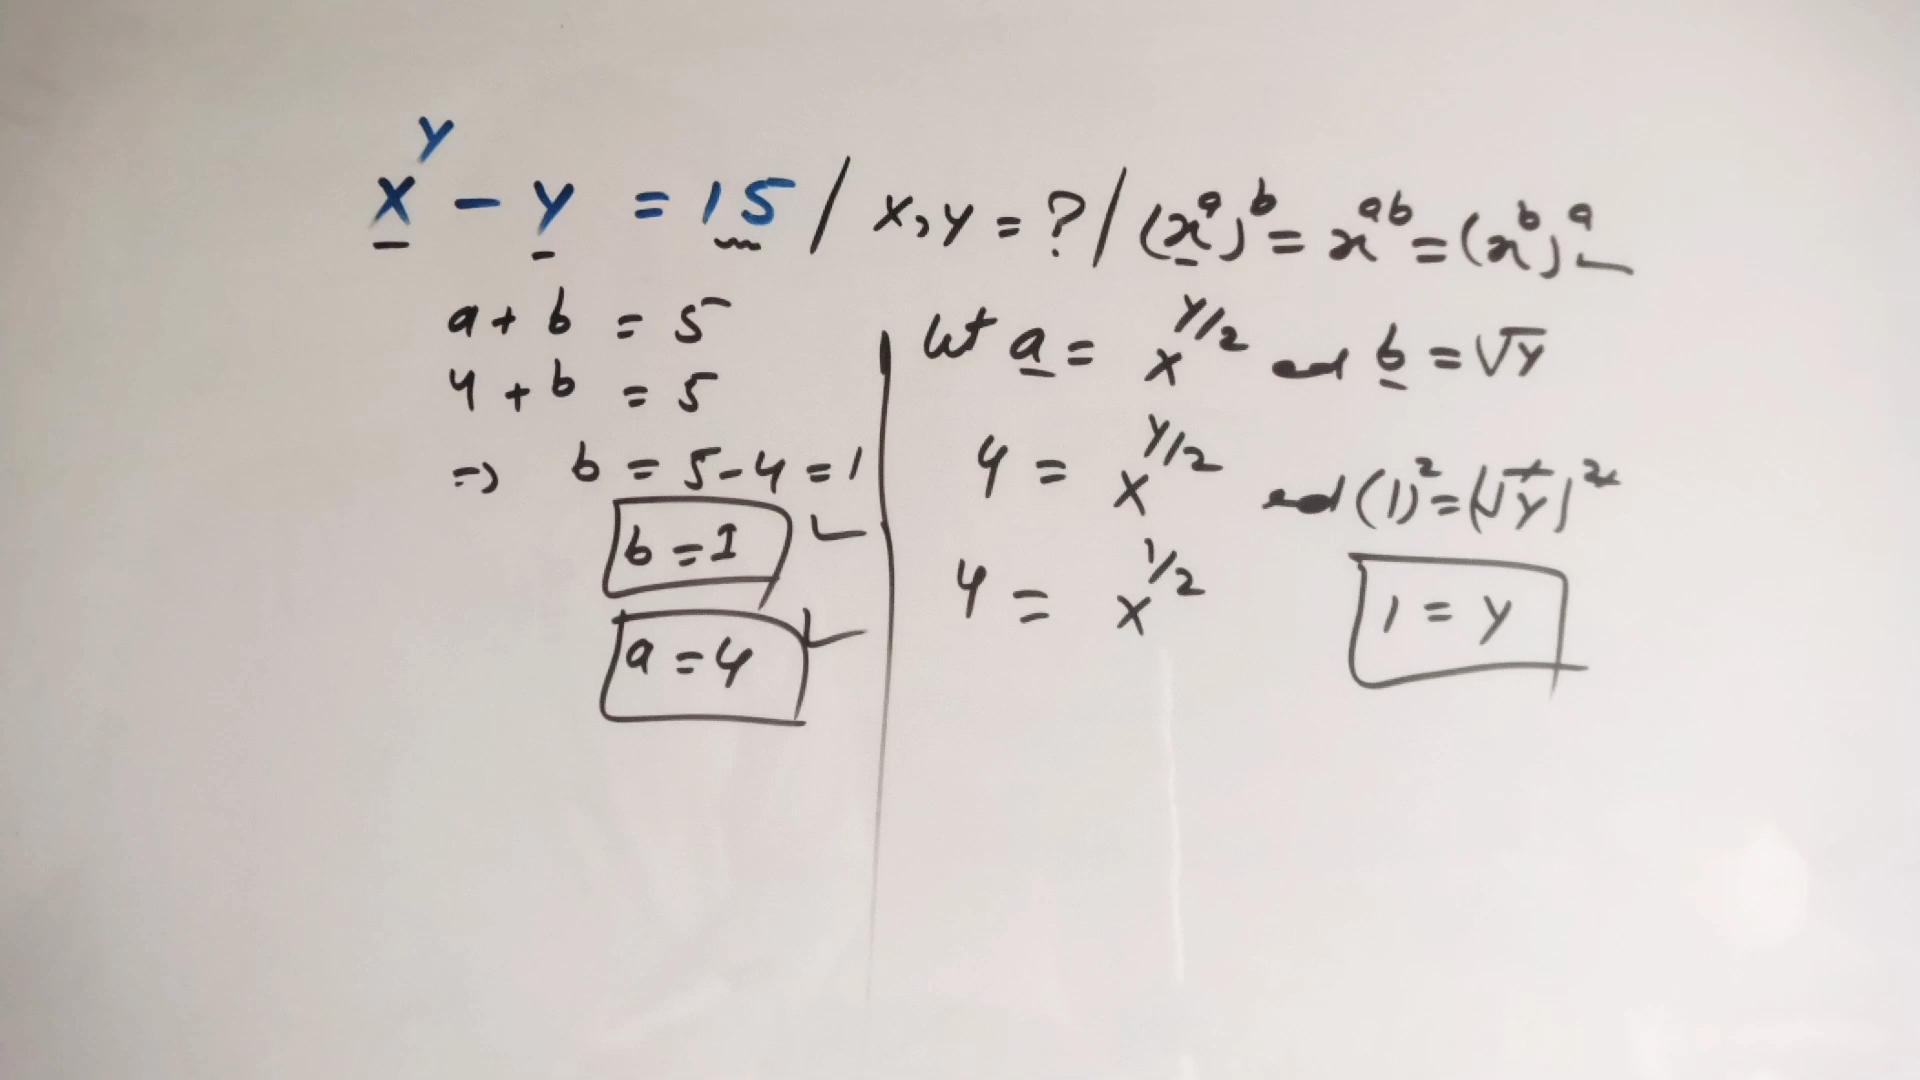 x^y - y = 15 / x, y = ? / (x^a)^b = x^ab = (x^b)^a
a + b = 5
4 + b = 5
=> b = 5 - 4 = 1
b = 1
a = 4
let a = x^y/2 and b = √y
4 = x^y/2 and (1)^2 = (√y)^2
4 = x^1/2
1 = y